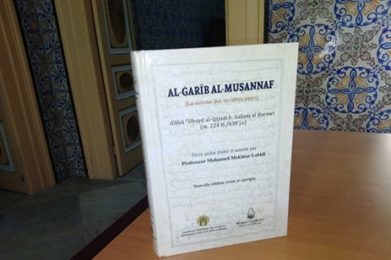 AL-GARĪB AL-MUṢANNAF
(La somme des vocables rares)
d'Abū 'Ubayd al-Qāsim b. Sallām al Harawī
(m. 224 H./838 J.C)
Texte arabe établi et annoté par
Professeur Mohamed Mokhtar Labidi
Nouvelle édition revue et corrigée